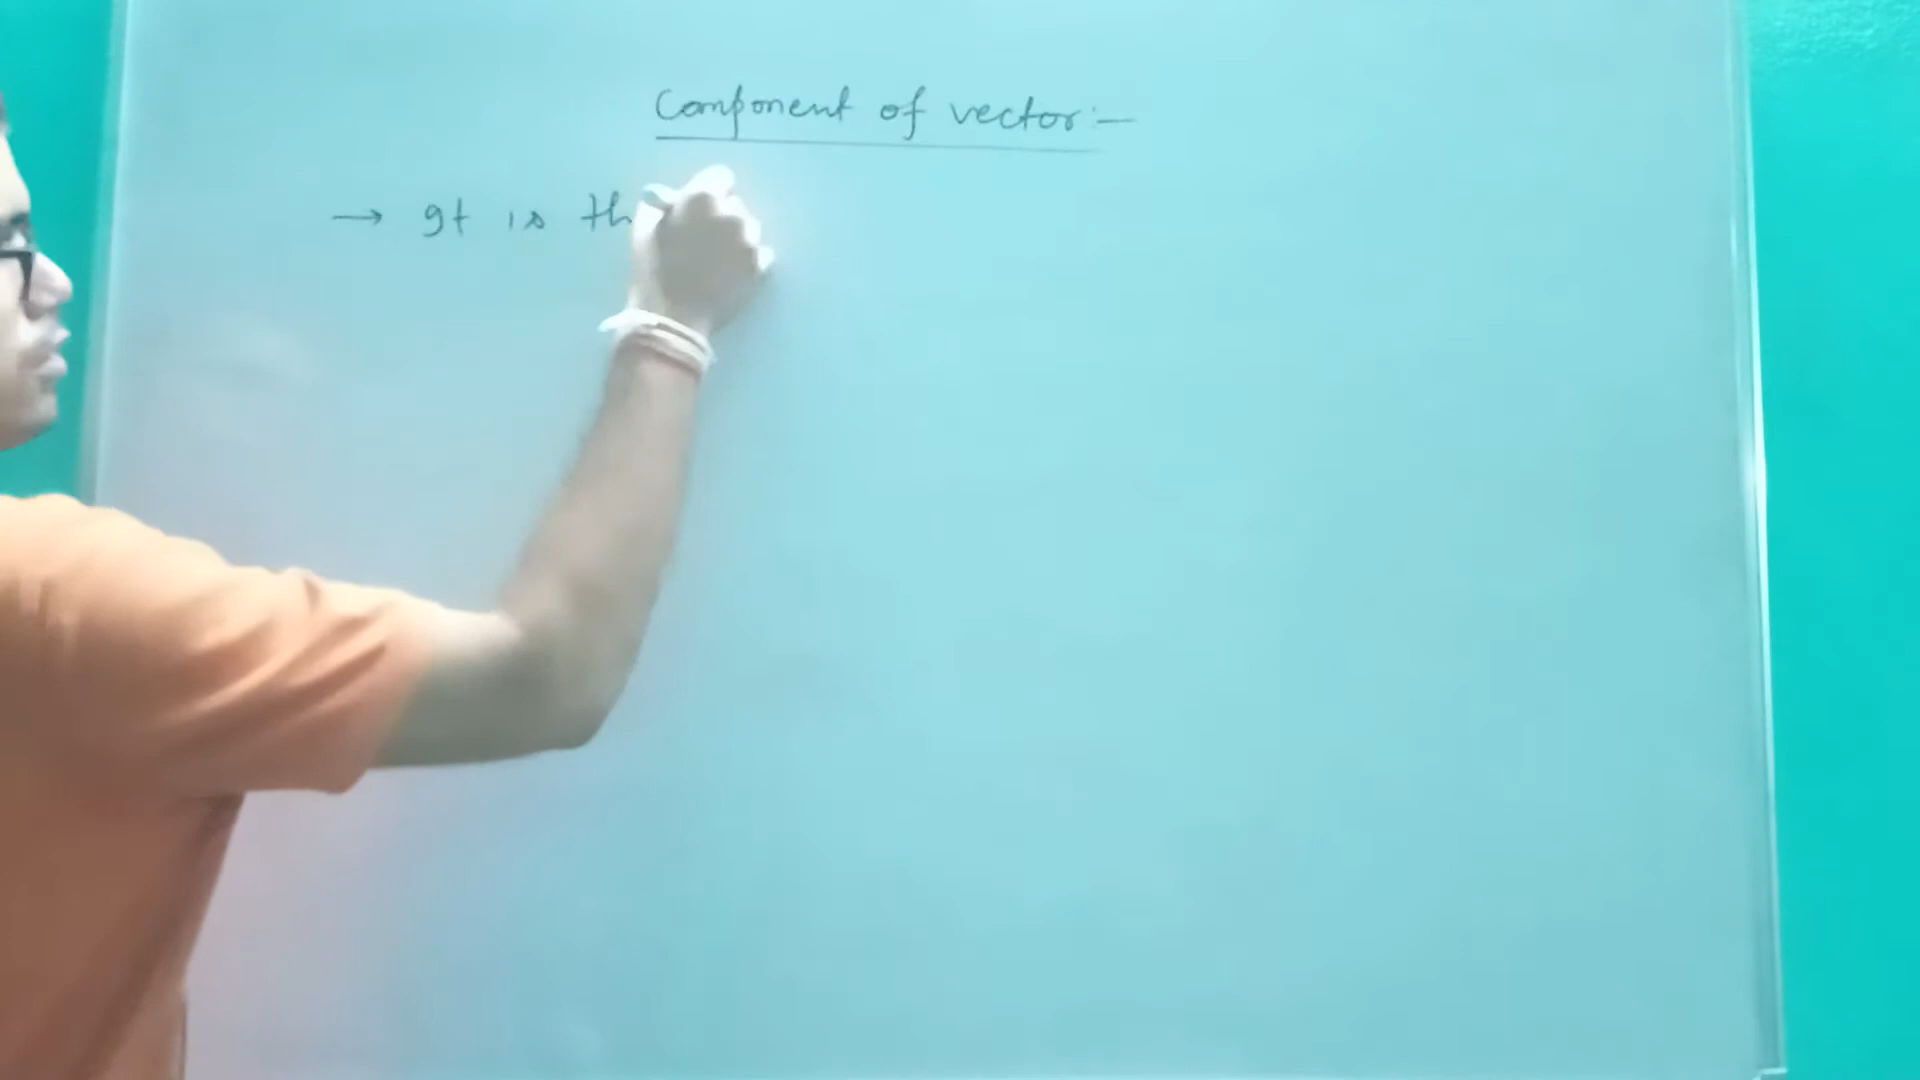 Component of vector:-
→ It is th